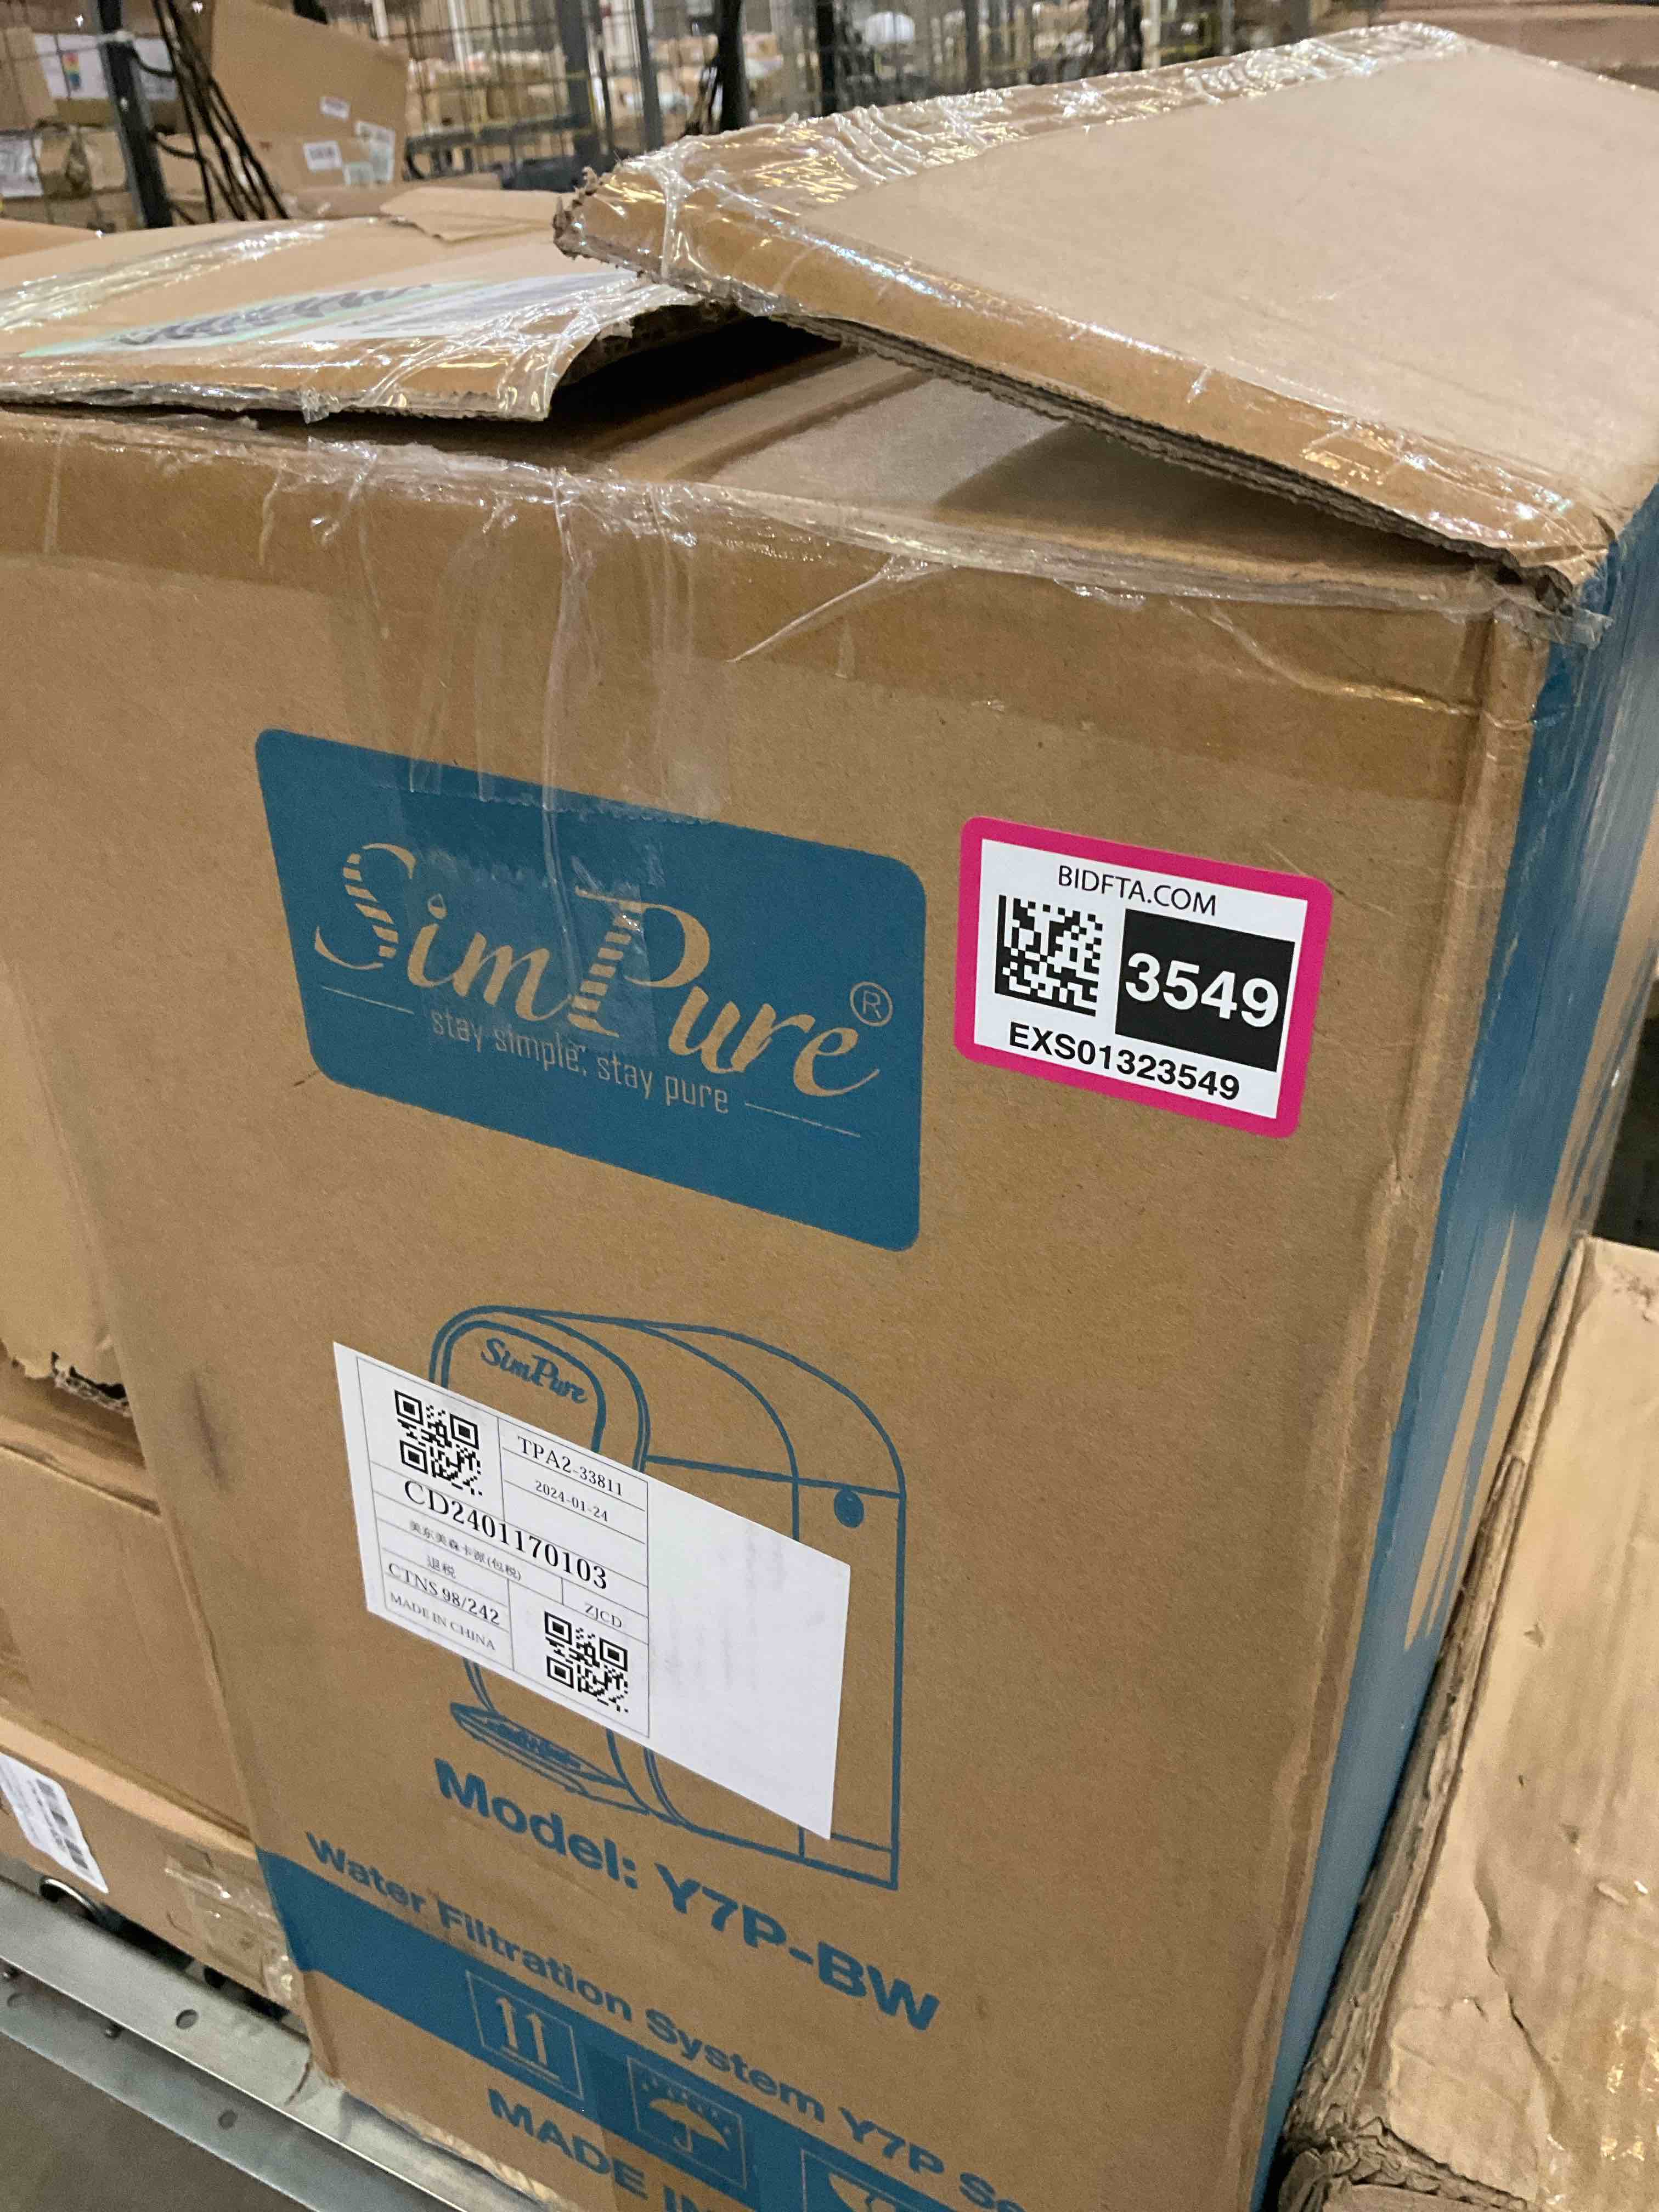 SimPure®
stay simple, stay pure
BIDFTA.COM
3549
EXS01323549
SimPure
TPA2-33811
2024-01-24
CD2401170103
美东美森卡派(包税)
退税
ZJCD
CTNS 98/242
MADE IN CHINA
Model: Y7P-BW
Water Filtration System Y7P Se
MADE IN